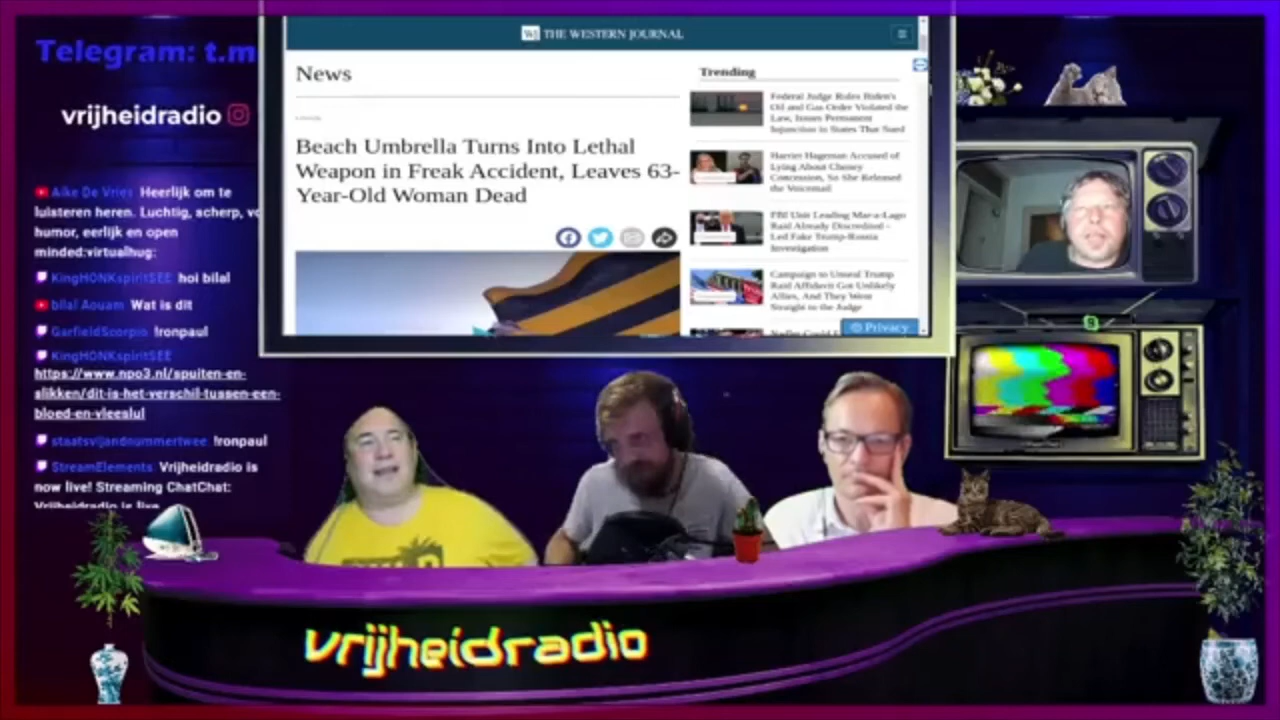 Telegram: t.m
vrijheidradio
Alke De Vries Heerlijk om te
luisteren heren. Luchtig, scherp, vo
humor, eerlijk en open
minded:virtualhug:
KingHONKspiritSEE hoi bilal
bilal Aouam Wat is dit
GarfieldScorpio !ronpaul
KingHONKspiritSEE
https://www.npo3.nl/spuiten-en-
slikken/dit-is-het-verschil-tussen-een-
bloed-en-vleeslul
staatsvijandnummertwee !ronpaul
StreamElements Vrijheidradio is
now live! Streaming ChatChat:
Vrijheidradio is live
WJ THE WESTERN JOURNAL
News
Beach Umbrella Turns Into Lethal
Weapon in Freak Accident, Leaves 63-
Year-Old Woman Dead
Trending
Federal Judge Rules Biden's
Oil and Gas Order Violated the
Law, Issues Permanent
Injunction in States That Sued
Harriet Hageman Accused of
Lying About Cheney
Concession, So She Released
the Voicemail
FBI Unit Leading Mar-a-Lago
Raid Already Discredited -
Led Fake Trump-Russia
Investigation
Campaign to Unseal Trump
Raid Affidavit Got Unlikely
Allies, And They Went
Straight to the Judge
Privacy
vrijheidradio